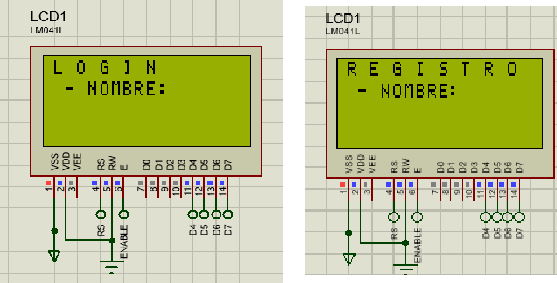 LCD1
LM041L
L O G I N
- NOMBRE:
VSS VDD VEE RS RW E D0 D1 D2 D3 D4 D5 D6 D7
1 2 3 4 5 6 7 8 9 10 11 12 13 14
RS ENABLE D4 D5 D6 D7
LCD1
LM041L
R E G I S T R O
- NOMBRE:
VSS VDD VEE RS RW E D0 D1 D2 D3 D4 D5 D6 D7
1 2 3 4 5 6 7 8 9 10 11 12 13 14
RS ENABLE D4 D5 D6 D7